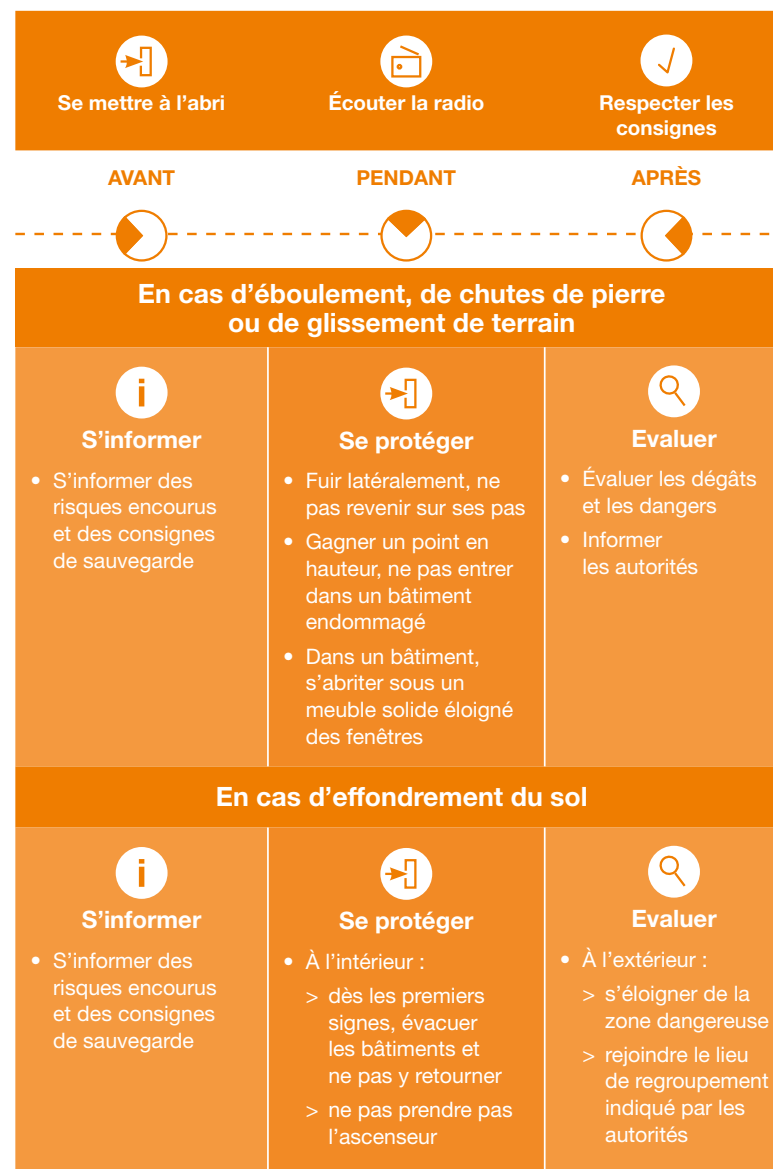 Se mettre à l'abri
Écouter la radio
Respecter les
consignes
AVANT
PENDANT
APRÈS
En cas d'éboulement, de chutes de pierre
ou de glissement de terrain
i
S'informer
• S'informer des
risques encourus
et des consignes
de sauvegarde
Se protéger
• Fuir latéralement, ne
pas revenir sur ses pas
• Gagner un point en
hauteur, ne pas entrer
dans un bâtiment
endommagé
• Dans un bâtiment,
s'abriter sous un
meuble solide éloigné
des fenêtres
Evaluer
• Évaluer les dégâts
et les dangers
• Informer
les autorités
En cas d'effondrement du sol
i
S'informer
• S'informer des
risques encourus
et des consignes
de sauvegarde
Se protéger
• À l'intérieur :
> dès les premiers
signes, évacuer
les bâtiments et
ne pas y retourner
> ne pas prendre pas
l'ascenseur
Evaluer
• À l'extérieur :
> s'éloigner de la
zone dangereuse
> rejoindre le lieu
de regroupement
indiqué par les
autorités